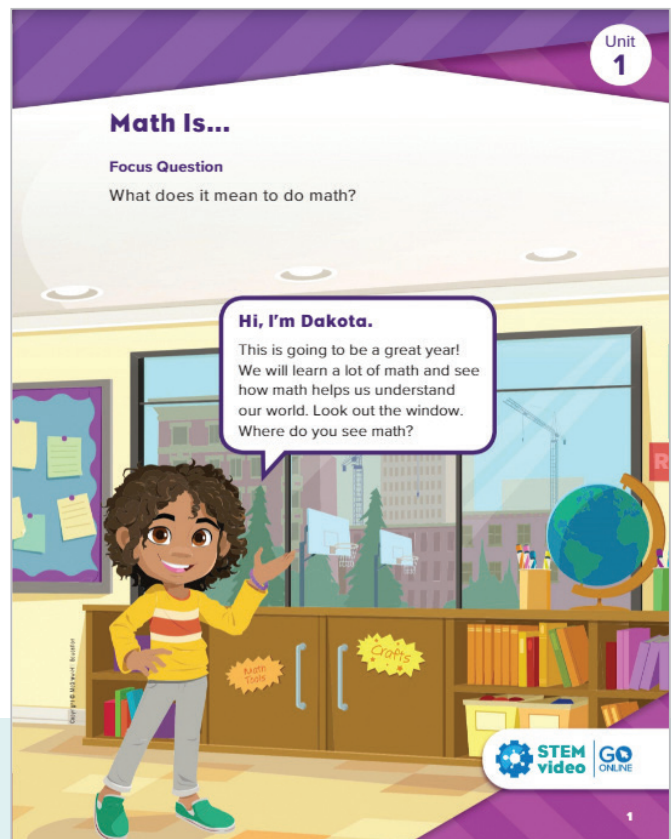 Unit
1
Math Is...
Focus Question
What does it mean to do math?
Hi, I'm Dakota.
This is going to be a great year!
We will learn a lot of math and see
how math helps us understand
our world. Look out the window.
Where do you see math?
R
Math
Tools
Crafts
STEM
video
GO
ONLINE
1